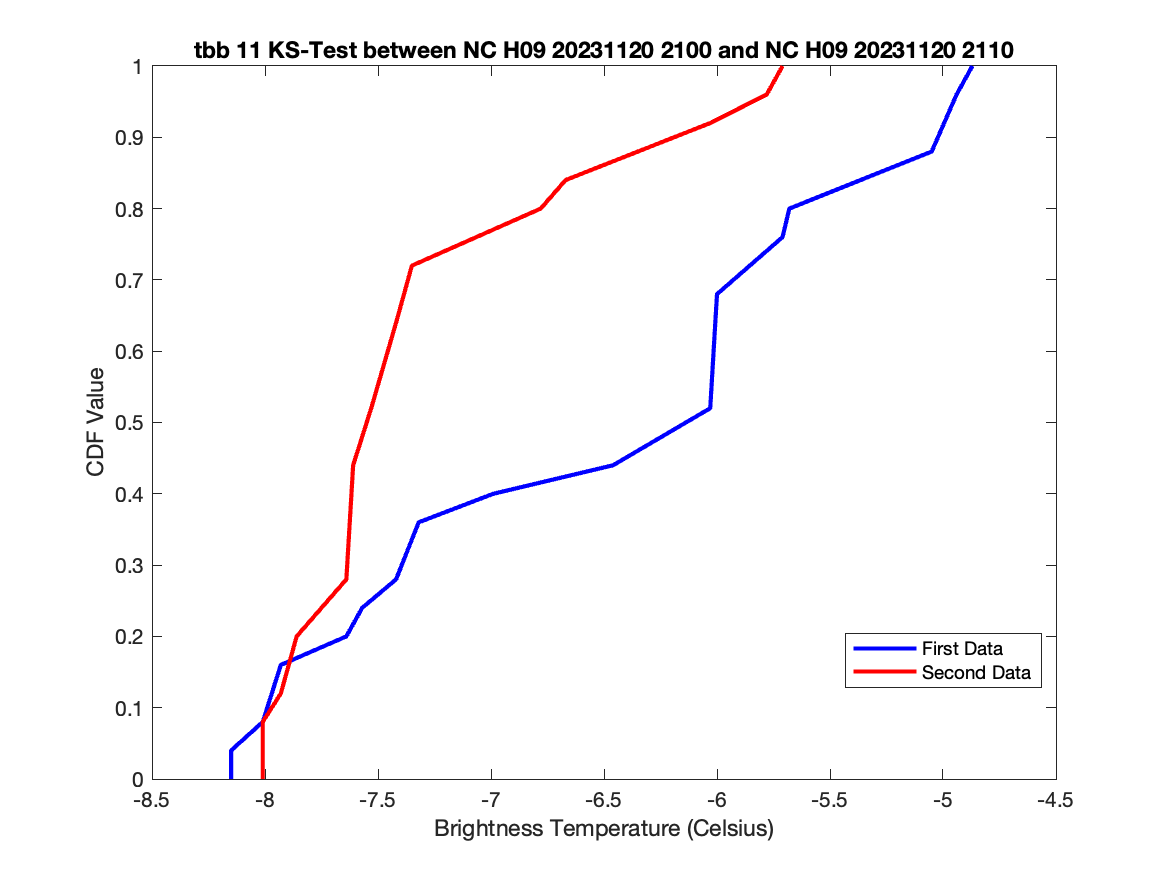 tbb 11 KS-Test between NC H09 20231120 2100 and NC H09 20231120 2110
1
0.9
0.8
0.7
0.6
0.5
0.4
0.3
0.2
0.1
0
CDF Value
First Data
Second Data
-8.5 -8 -7.5 -7 -6.5 -6 -5.5 -5 -4.5
Brightness Temperature (Celsius)